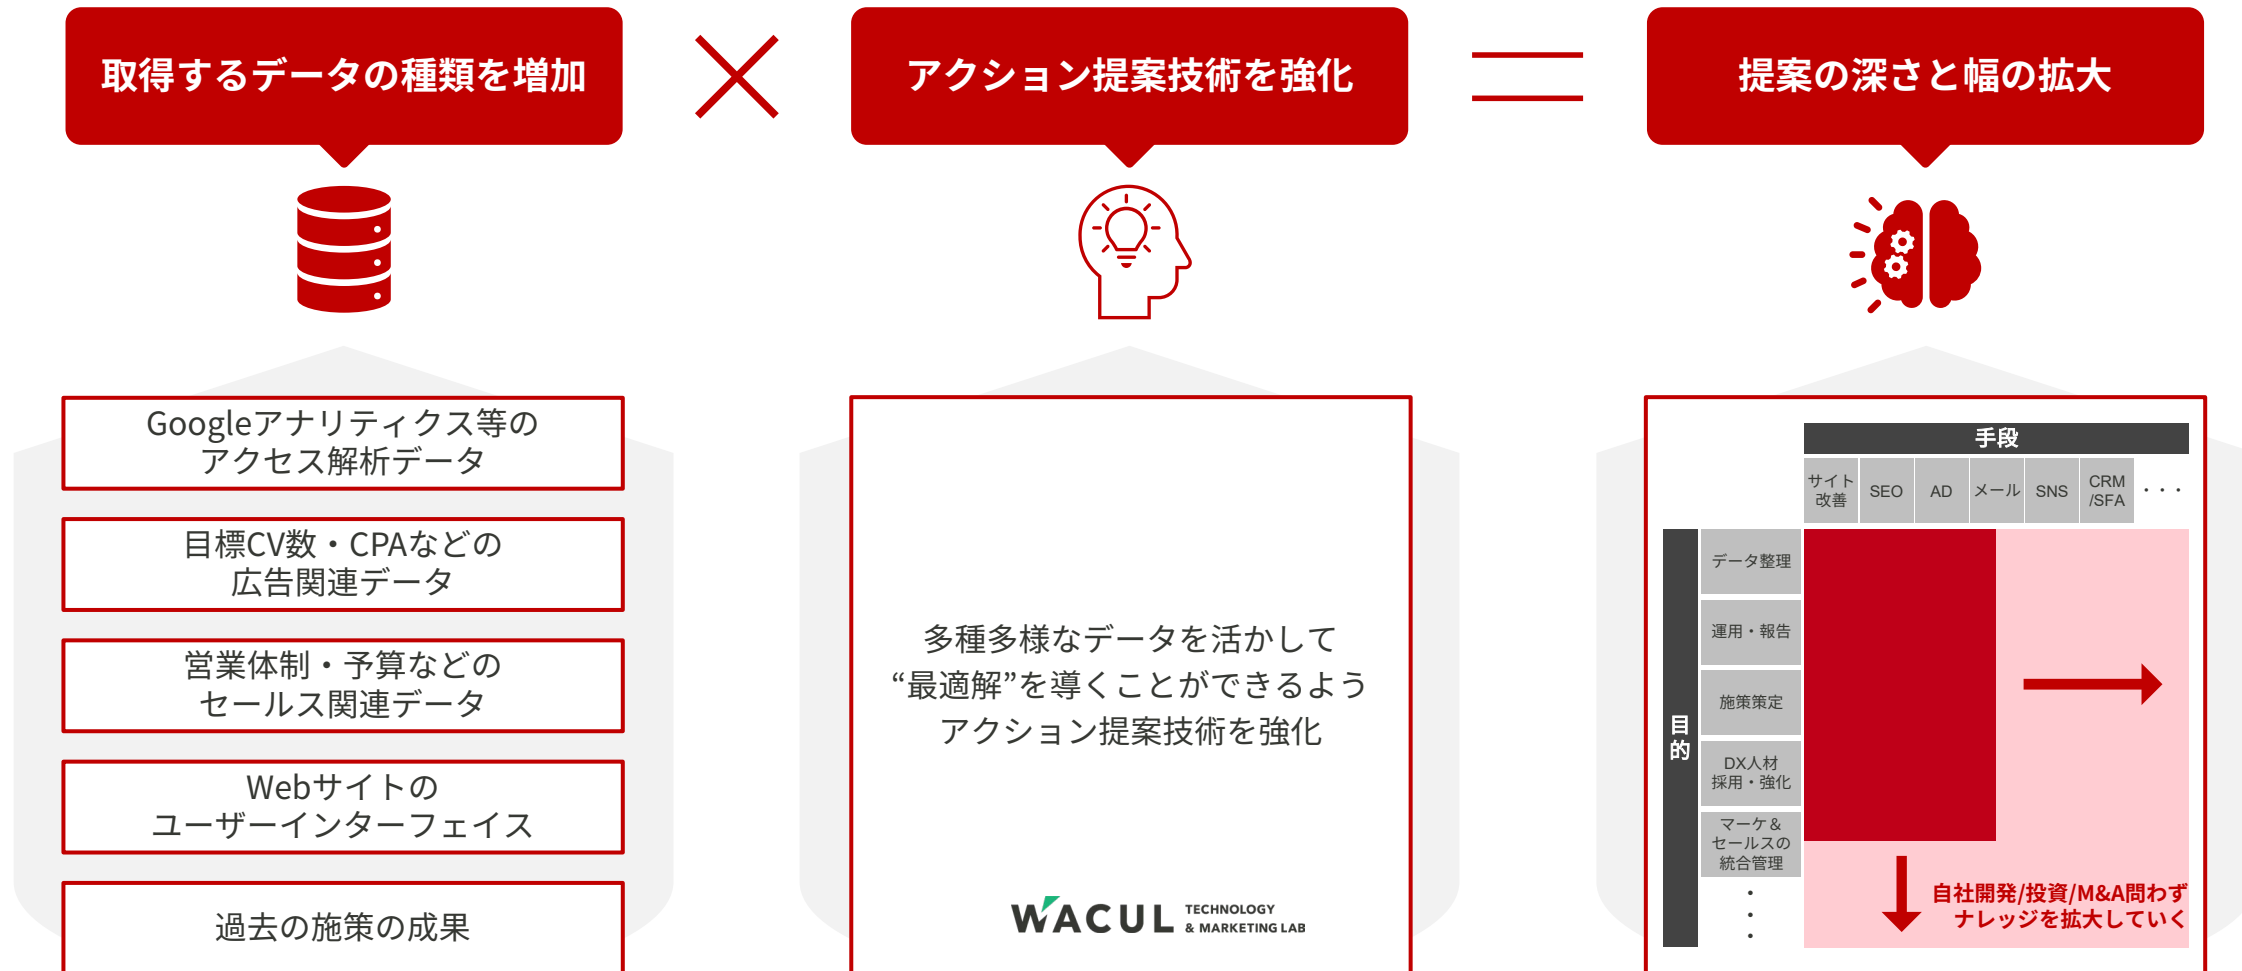 取得するデータの種類を増加
アクション提案技術を強化
提案の深さと幅の拡大
Googleアナリティクス等の
アクセス解析データ
目標CV数・CPAなどの
広告関連データ
営業体制・予算などの
セールス関連データ
Webサイトの
ユーザーインターフェイス
過去の施策の成果
多種多様なデータを活かして
“最適解”を導くことができるよう
アクション提案技術を強化
WACUL TECHNOLOGY
& MARKETING LAB
手段
サイト
改善
SEO
AD
メール
SNS
CRM
/SFA
・・・
目的
データ整理
運用・報告
施策策定
DX人材
採用・強化
マーケ＆
セールスの
統合管理
・
・
・
自社開発/投資/M&A問わず
ナレッジを拡大していく